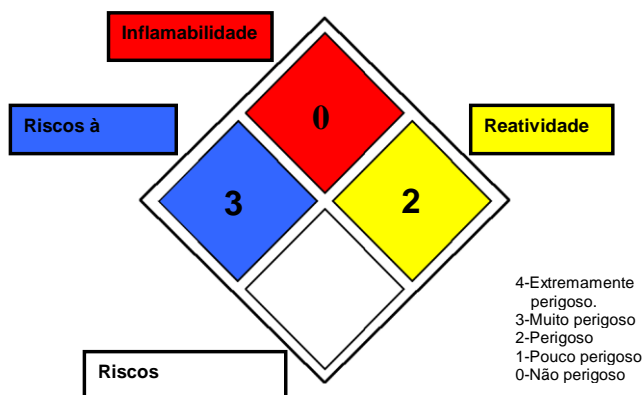 Inflamabilidade
0
Riscos à
Reatividade
3
2
4-Extremamente
perigoso.
3-Muito perigoso
2-Perigoso
1-Pouco perigoso
0-Não perigoso
Riscos